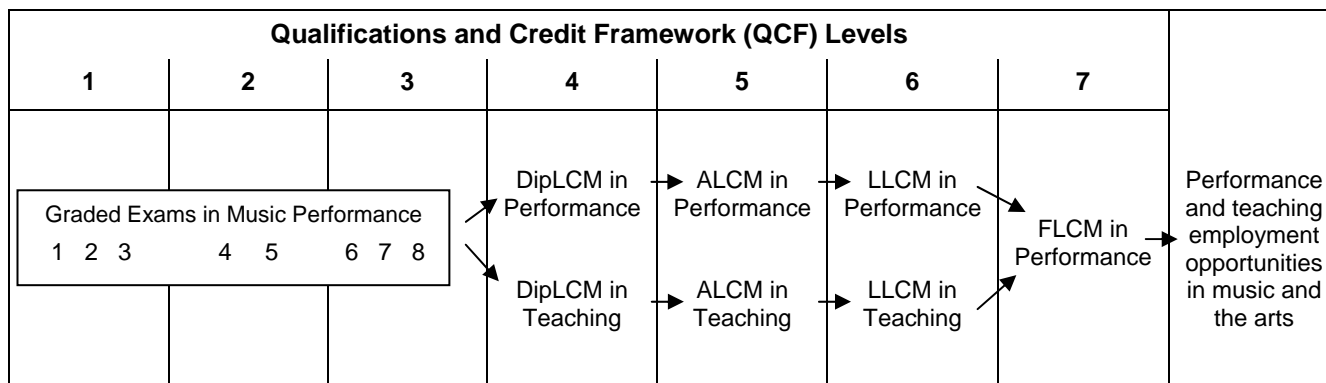 Qualifications and Credit Framework (QCF) Levels
1 2 3 4 5 6 7
Graded Exams in Music Performance
1 2 3 4 5 6 7 8
DipLCM in
Performance
ALCM in
Performance
LLCM in
Performance
DipLCM in
Teaching
ALCM in
Teaching
LLCM in
Teaching
FLCM in
Performance
Performance
and teaching
employment
opportunities
in music and
the arts